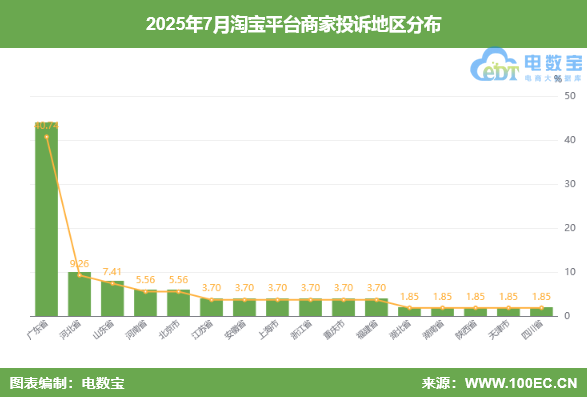 2025年7月淘宝平台商家投诉地区分布
电数宝
EDT
电商大数据库
%
50
40
30
20
10
0
40.74
9.26
7.41
5.56
5.56
3.70
3.70
3.70
3.70
3.70
3.70
1.85
1.85
1.85
1.85
1.85
广东省
河北省
山东省
河南省
北京市
江苏省
安徽省
上海市
浙江省
重庆市
福建省
湖北省
湖南省
陕西省
天津市
四川省
图表编制：电数宝
来源：WWW.100EC.CN